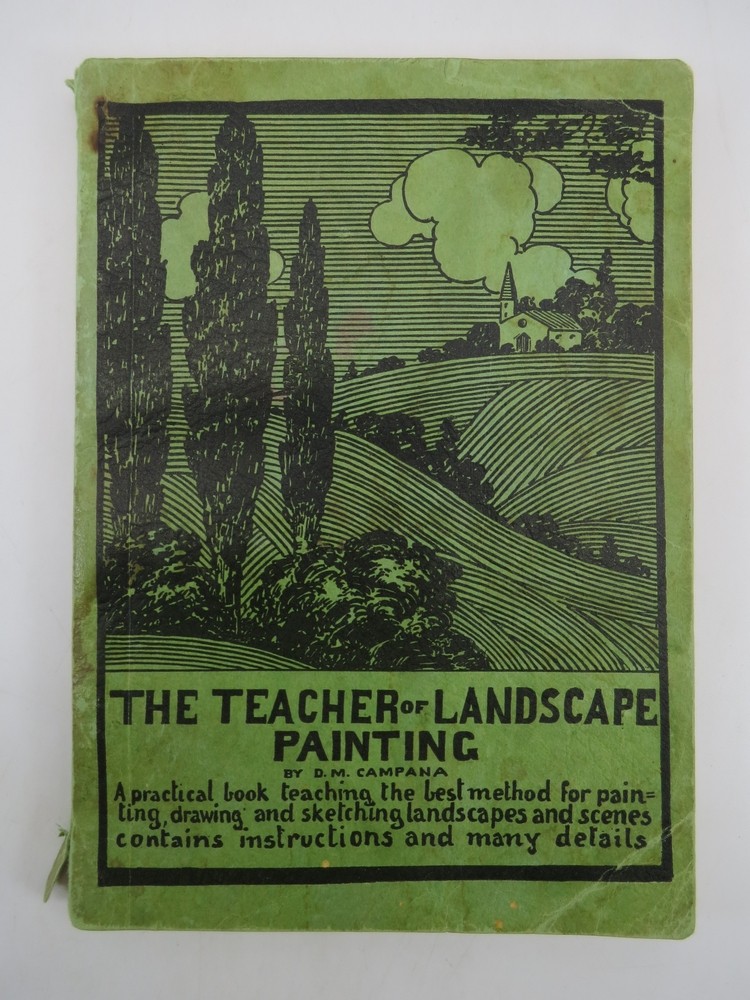 THE TEACHER OF LANDSCAPE
PAINTING
BY D.M. CAMPANA
A practical book teaching the best method for pain=
ting, drawing and sketching landscapes and scenes
contains instructions and many details